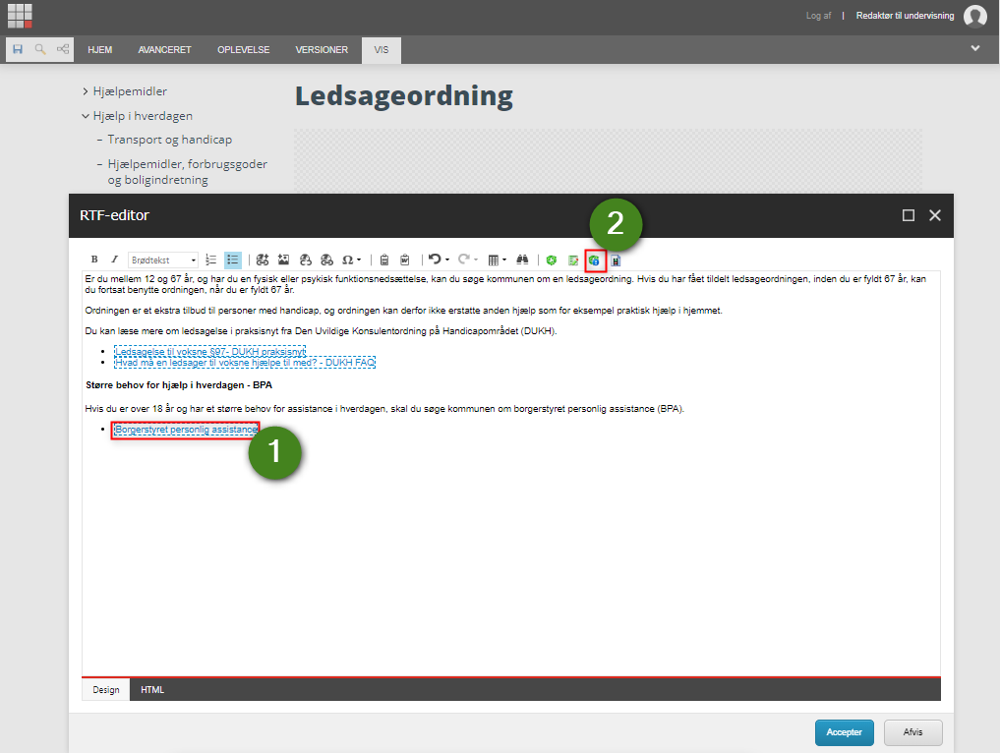 Log af | Redaktør til undervisning
HJEM AVANCERET OPLEVELSE VERSIONER VIS
Hjælpemidler
Hjælp i hverdagen
– Transport og handicap
– Hjælpemidler, forbrugsgoder
og boligindretning
Ledsageordning
RTF-editor
2
B I Brødtekst Ω
Er du mellem 12 og 67 år, og har du en fysisk eller psykisk funktionsnedsættelse, kan du søge kommunen om en ledsageordning. Hvis du har fået tildelt ledsageordningen, inden du er fyldt 67 år, kan
du fortsat benytte ordningen, når du er fyldt 67 år.
Ordningen er et ekstra tilbud til personer med handicap, og ordningen kan derfor ikke erstatte anden hjælp som for eksempel praktisk hjælp i hjemmet.
Du kan læse mere om ledsagelse i praksisnyt fra Den Uvildige Konsulentordning på Handicapområdet (DUKH).
• Ledsagelse til voksne §97- DUKH praksisnyt
• Hvad må en ledsager til voksne hjælpe til med? - DUKH FAQ
Større behov for hjælp i hverdagen - BPA
Hvis du er over 18 år og har et større behov for assistance i hverdagen, skal du søge kommunen om borgerstyret personlig assistance (BPA).
• Borgerstyret personlig assistance
1
Design HTML
Accepter Afvis